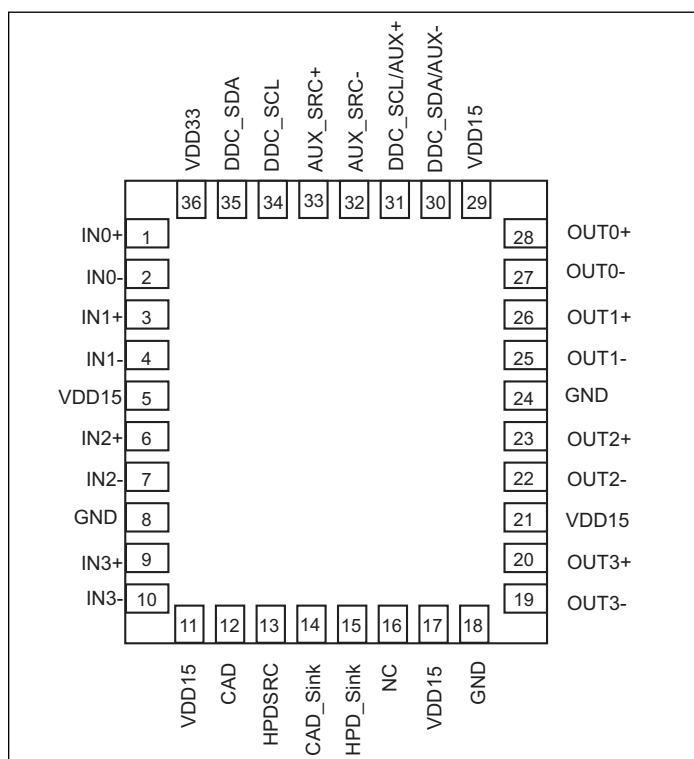 VDD33
DDC_SDA
DDC_SCL
AUX_SRC+
AUX_SRC-
DDC_SCL/AUX+
DDC_SDA/AUX-
VDD15
36 35 34 33 32 31 30 29
IN0+ 1 28 OUT0+
IN0- 2 27 OUT0-
IN1+ 3 26 OUT1+
IN1- 4 25 OUT1-
VDD15 5 24 GND
IN2+ 6 23 OUT2+
IN2- 7 22 OUT2-
GND 8 21 VDD15
IN3+ 9 20 OUT3+
IN3- 10 19 OUT3-
11 12 13 14 15 16 17 18
VDD15
CAD
HPDSRC
CAD_Sink
HPD_Sink
NC
VDD15
GND